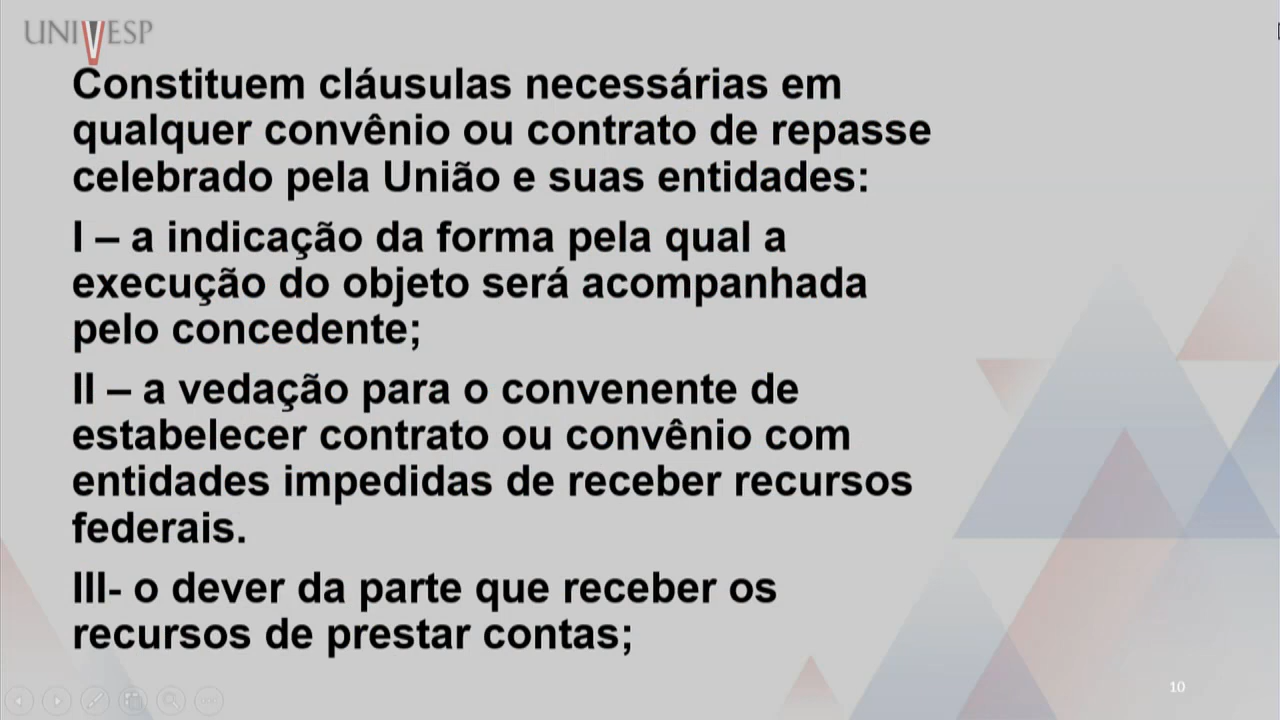 UNIVESP
Constituem cláusulas necessárias em
qualquer convênio ou contrato de repasse
celebrado pela União e suas entidades:
I – a indicação da forma pela qual a
execução do objeto será acompanhada
pelo concedente;
II – a vedação para o convenente de
estabelecer contrato ou convênio com
entidades impedidas de receber recursos
federais.
III- o dever da parte que receber os
recursos de prestar contas;
10